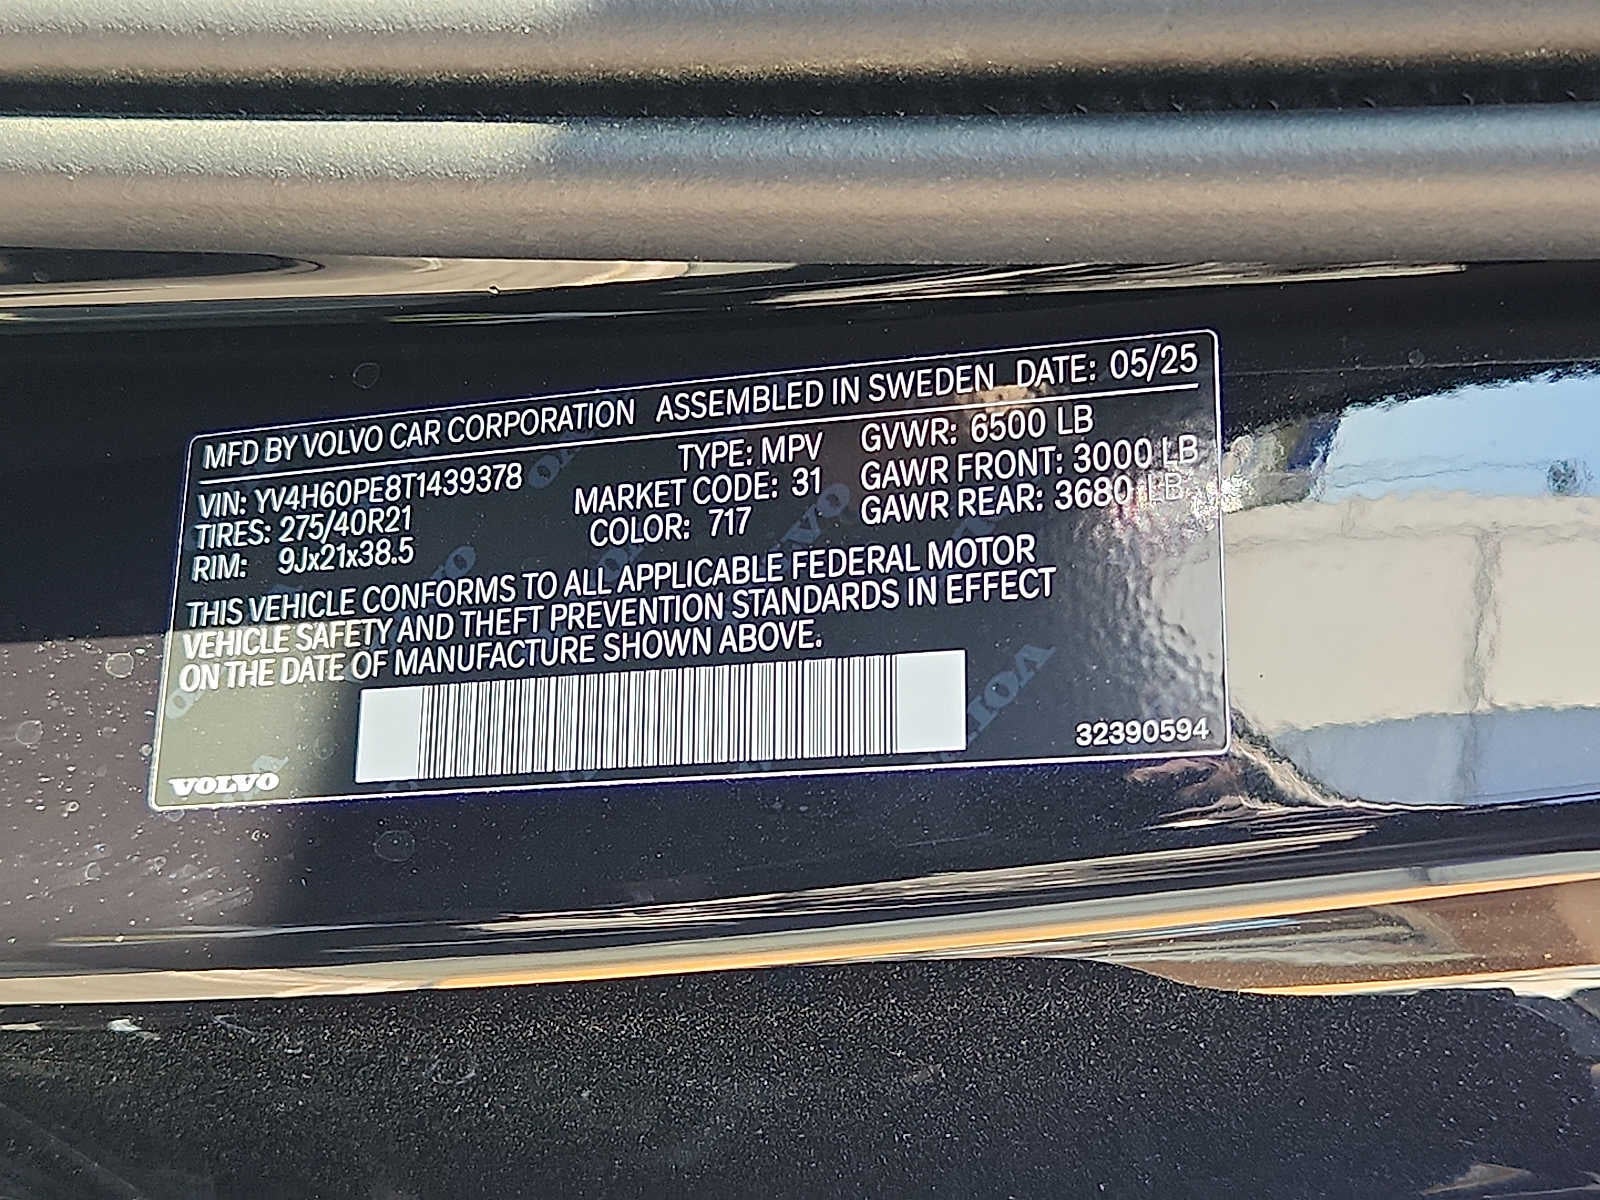 MFD BY VOLVO CAR CORPORATION ASSEMBLED IN SWEDEN DATE: 05/25
VIN: YV4H60PE8T1439378 TYPE: MPV GVWR: 6500 LB
TIRES: 275/40R21 MARKET CODE: 31 GAWR FRONT: 3000 LB
RIM: 9Jx21x38.5 COLOR: 717 GAWR REAR: 3680 LB
THIS VEHICLE CONFORMS TO ALL APPLICABLE FEDERAL MOTOR
VEHICLE SAFETY AND THEFT PREVENTION STANDARDS IN EFFECT
ON THE DATE OF MANUFACTURE SHOWN ABOVE.
32390594
VOLVO